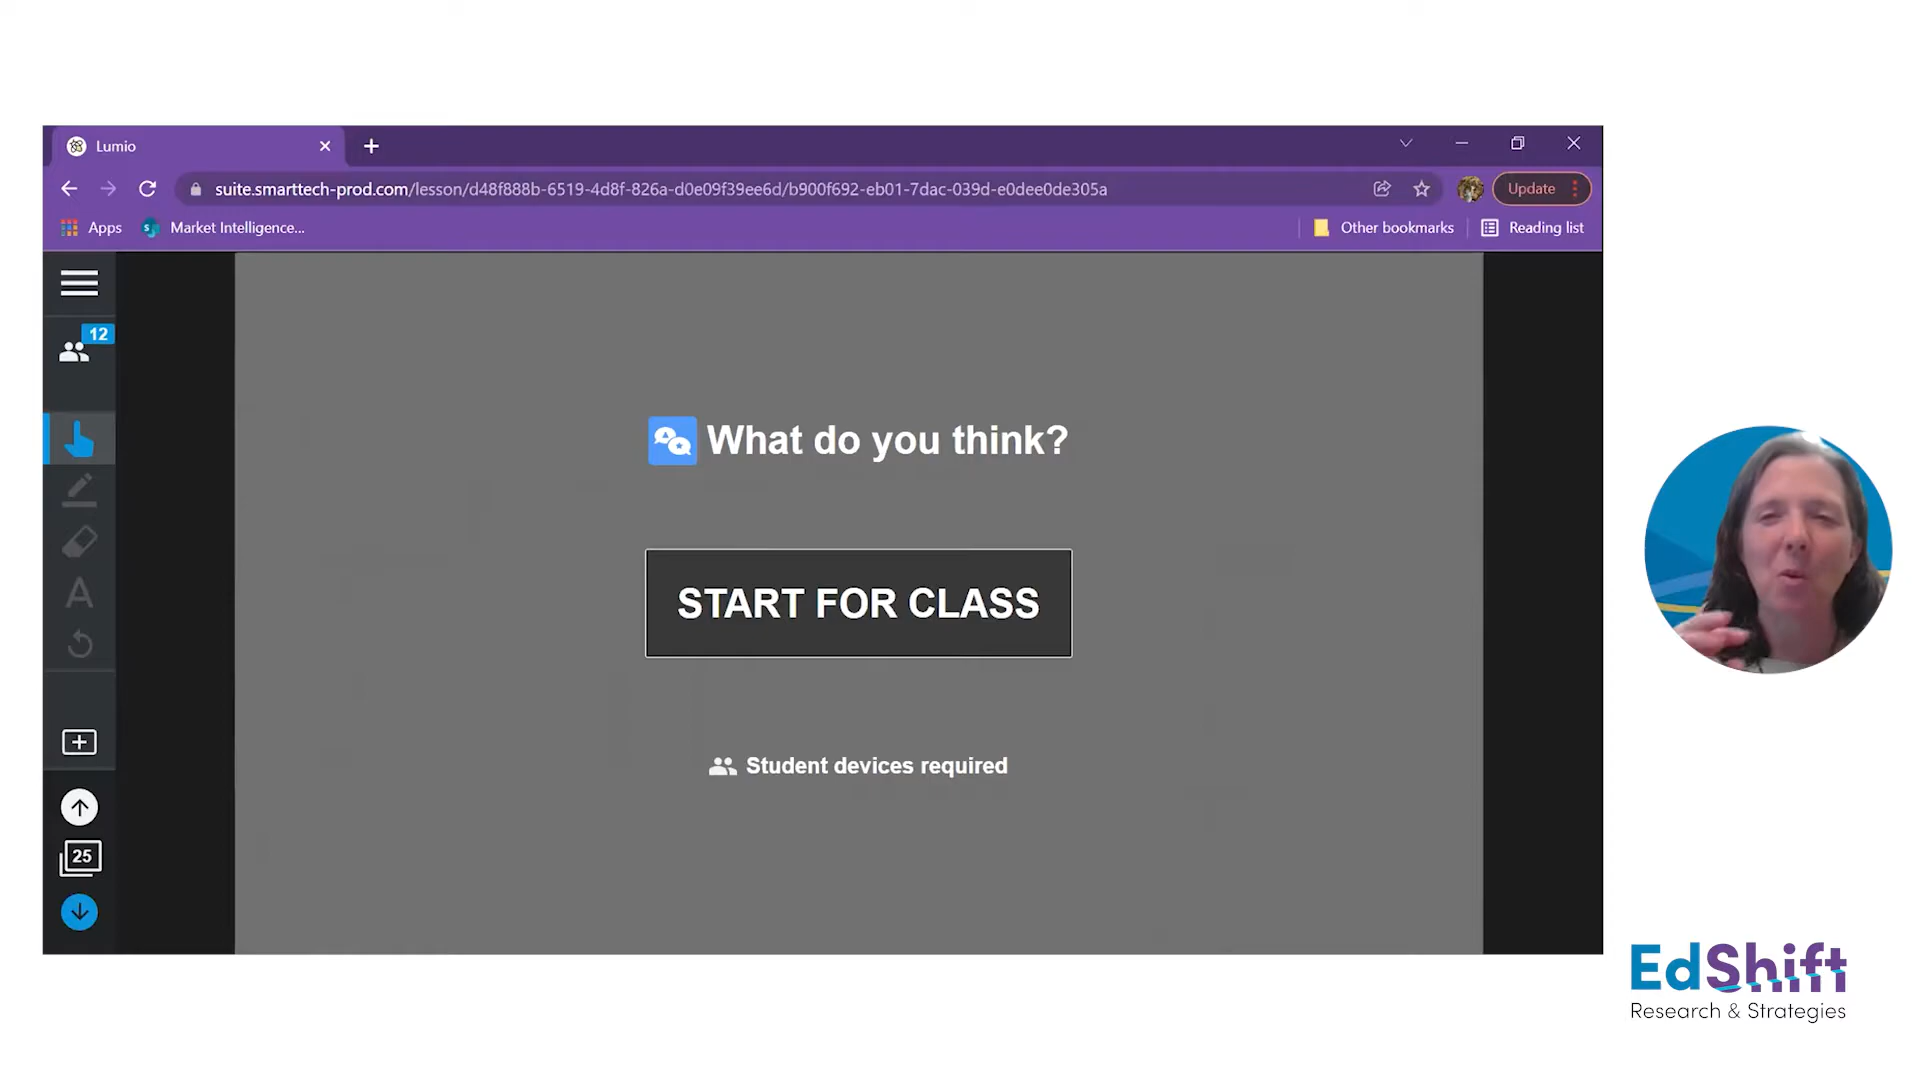 Lumio
suite.smarttech-prod.com/lesson/d48f888b-6519-4d8f-826a-d0e09f39ee6d/b900f692-eb01-7dac-039d-e0dee0de305a
Update
Apps
Market Intelligence...
Other bookmarks
Reading list
12
What do you think?
START FOR CLASS
A
Student devices required
25
EdShift
Research & Strategies